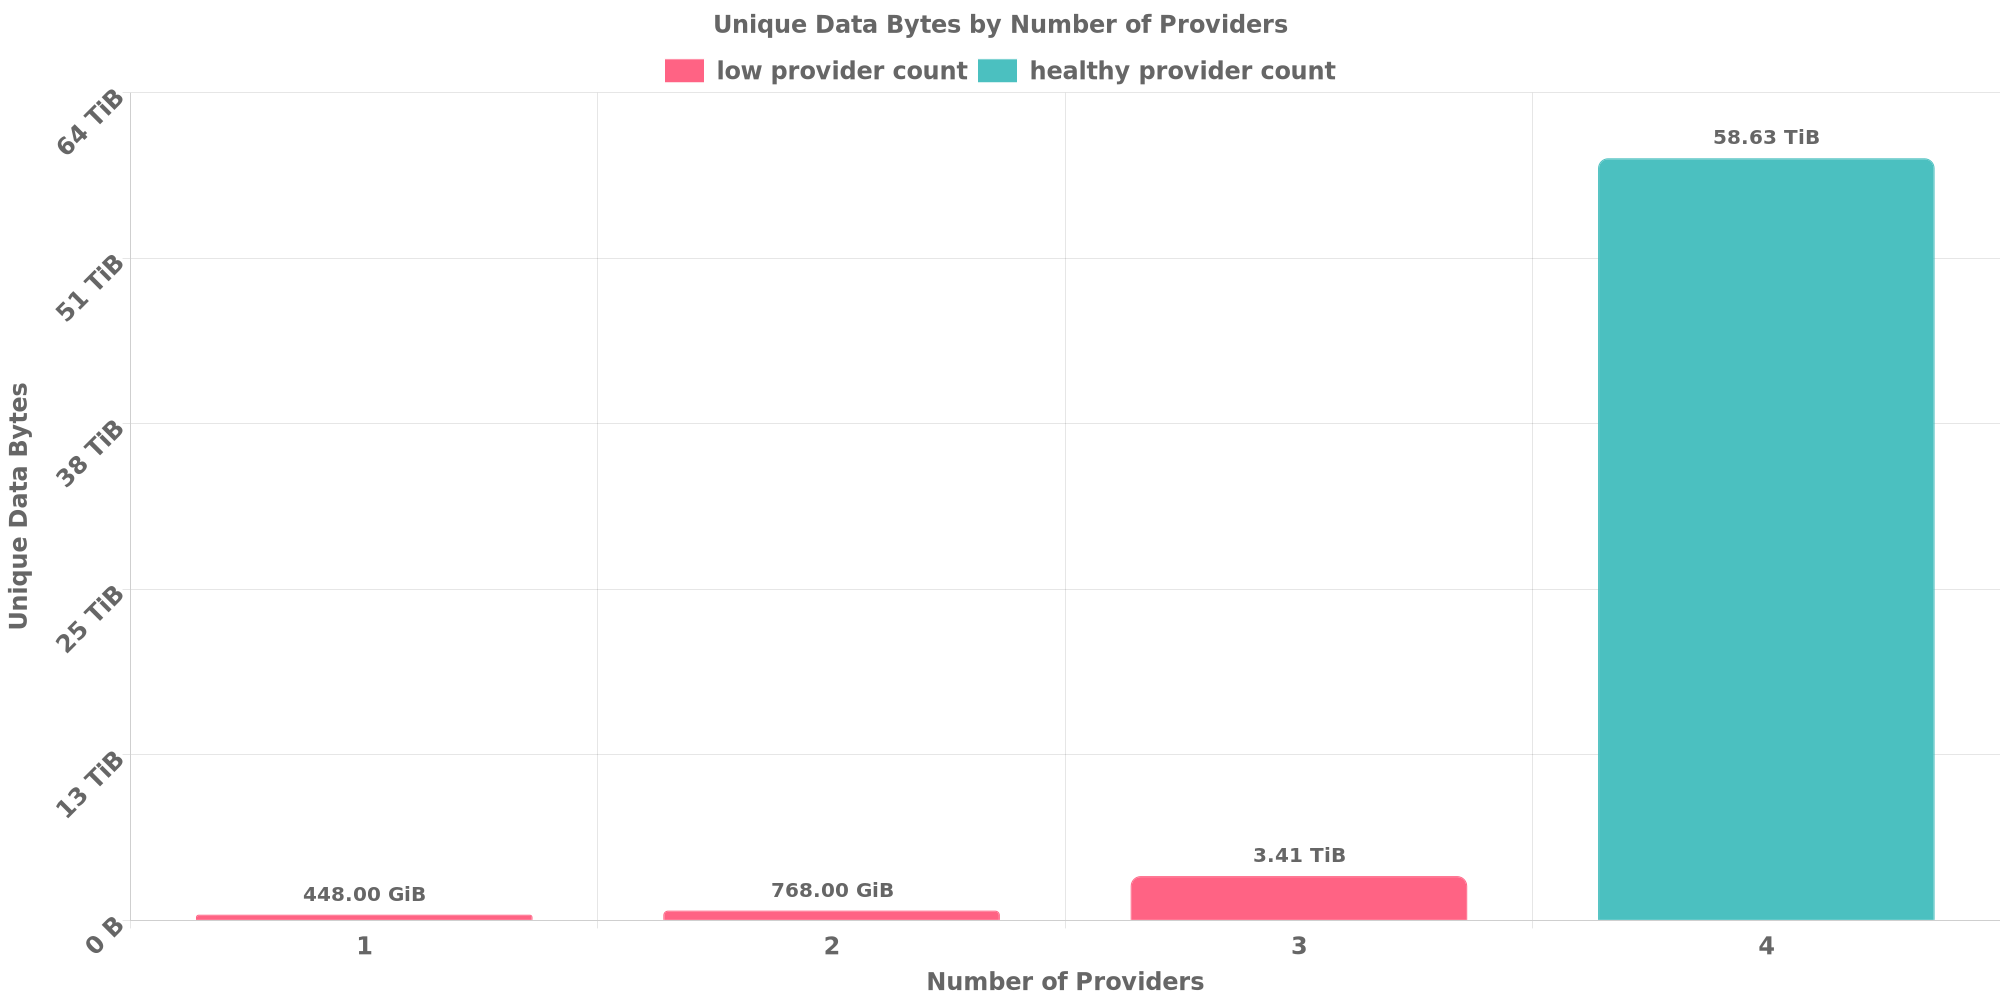 Unique Data Bytes by Number of Providers
low provider count healthy provider count
64 TiB
51 TiB
38 TiB
25 TiB
13 TiB
0 B
Unique Data Bytes
448.00 GiB
768.00 GiB
3.41 TiB
58.63 TiB
1 2 3 4
Number of Providers